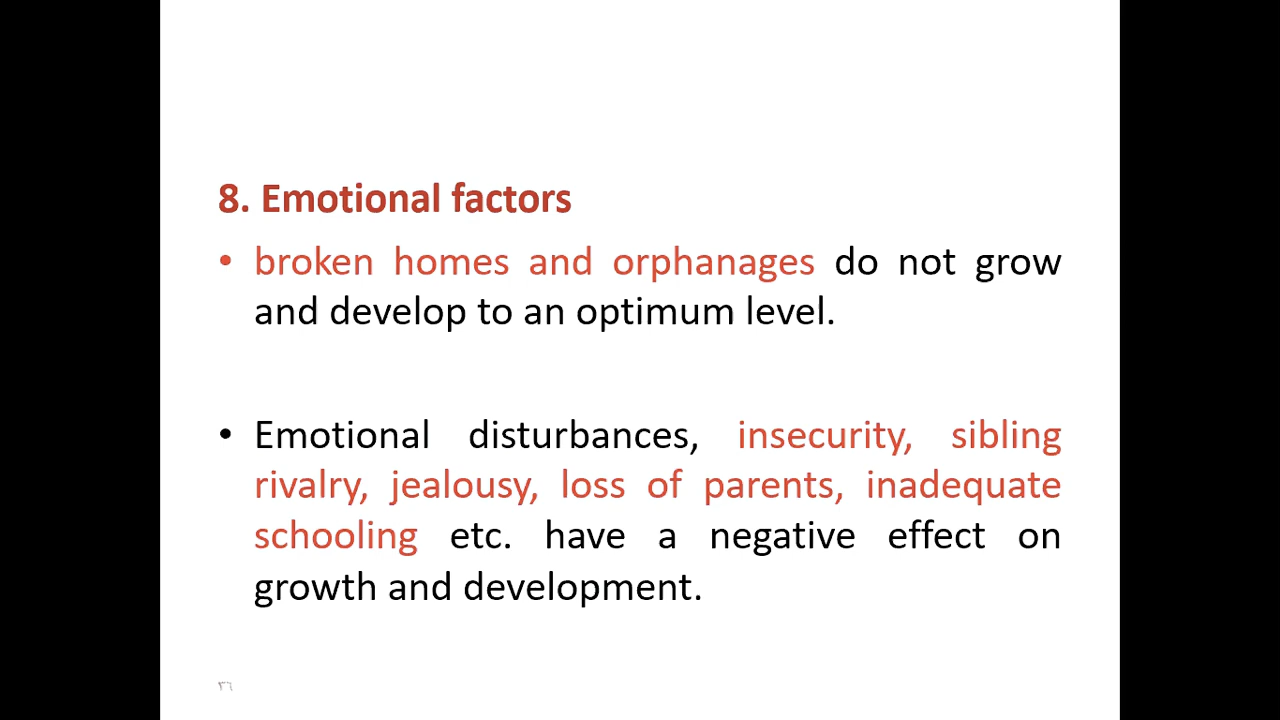 8. Emotional factors
• broken homes and orphanages do not grow
and develop to an optimum level.
• Emotional disturbances, insecurity, sibling
rivalry, jealousy, loss of parents, inadequate
schooling etc. have a negative effect on
growth and development.
٣٦